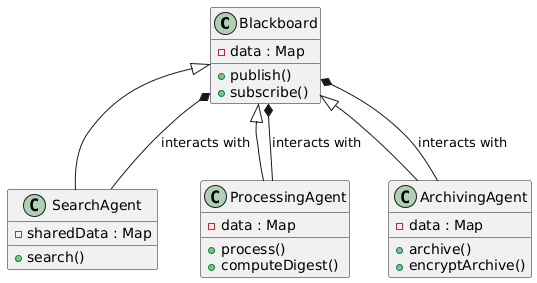 C Blackboard
data : Map
publish()
subscribe()
interacts with
interacts with
interacts with
C SearchAgent
sharedData : Map
search()
C ProcessingAgent
data : Map
process()
computeDigest()
C ArchivingAgent
data : Map
archive()
encryptArchive()